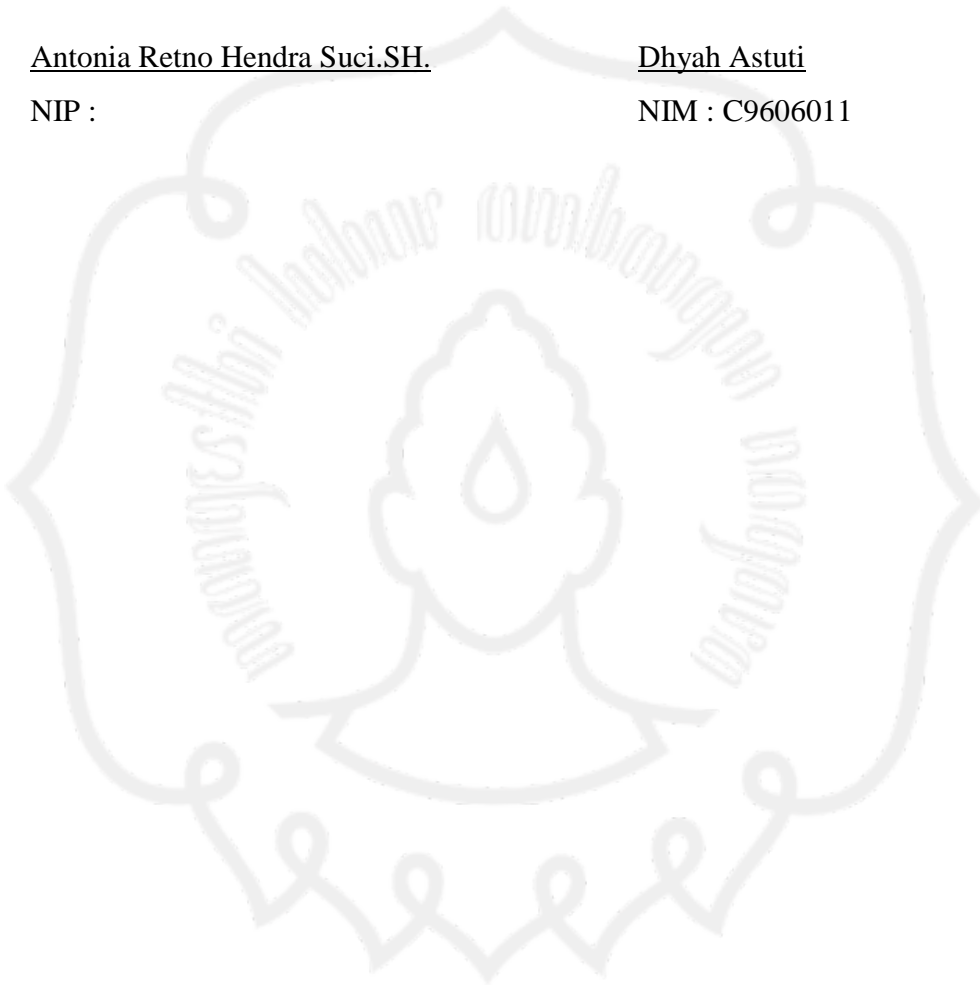 Antonia Retno Hendra Suci.SH. Dhyah Astuti
NIP : NIM : C9606011